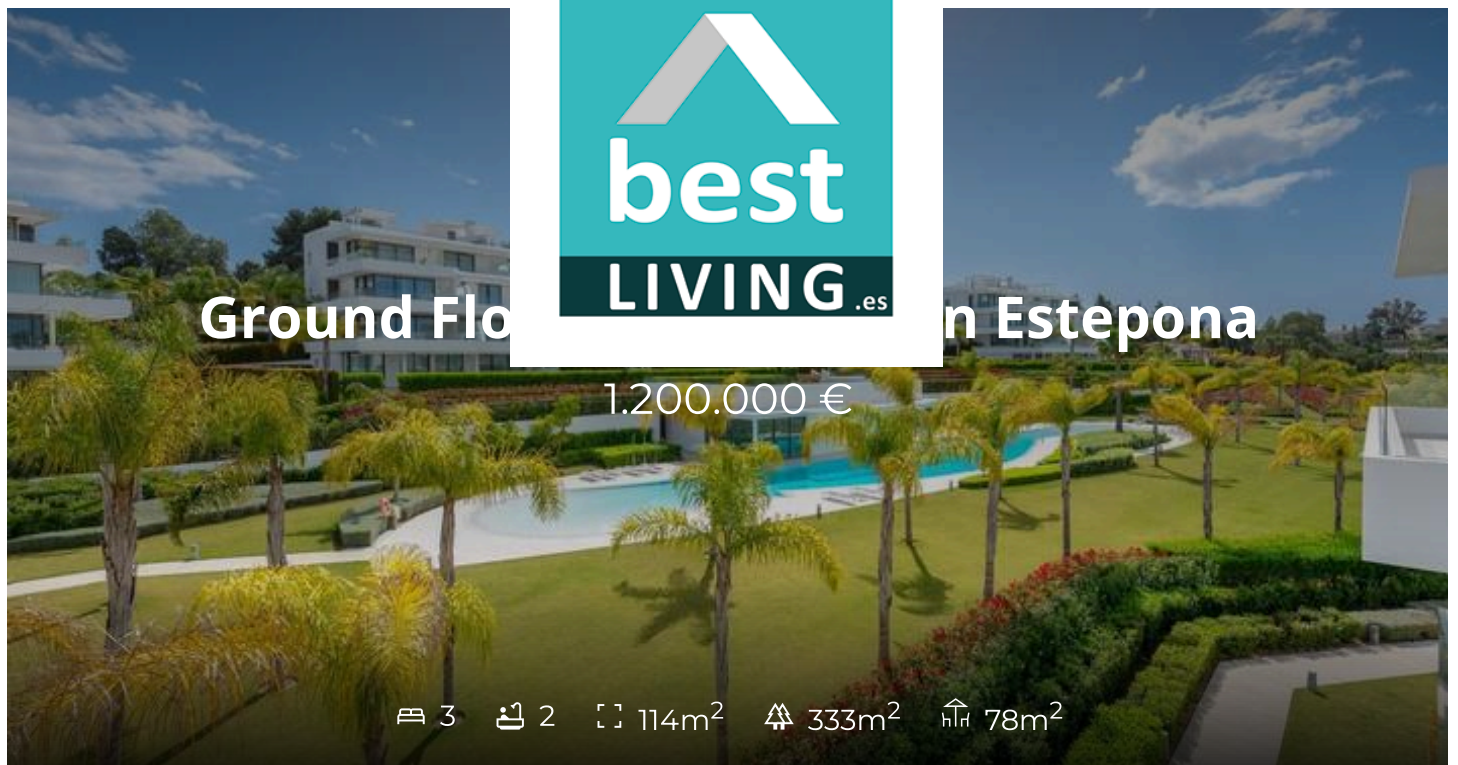 best
LIVING.es
Ground Flo n Estepona
1.200.000 €
3 2 114m² 333m² 78m²